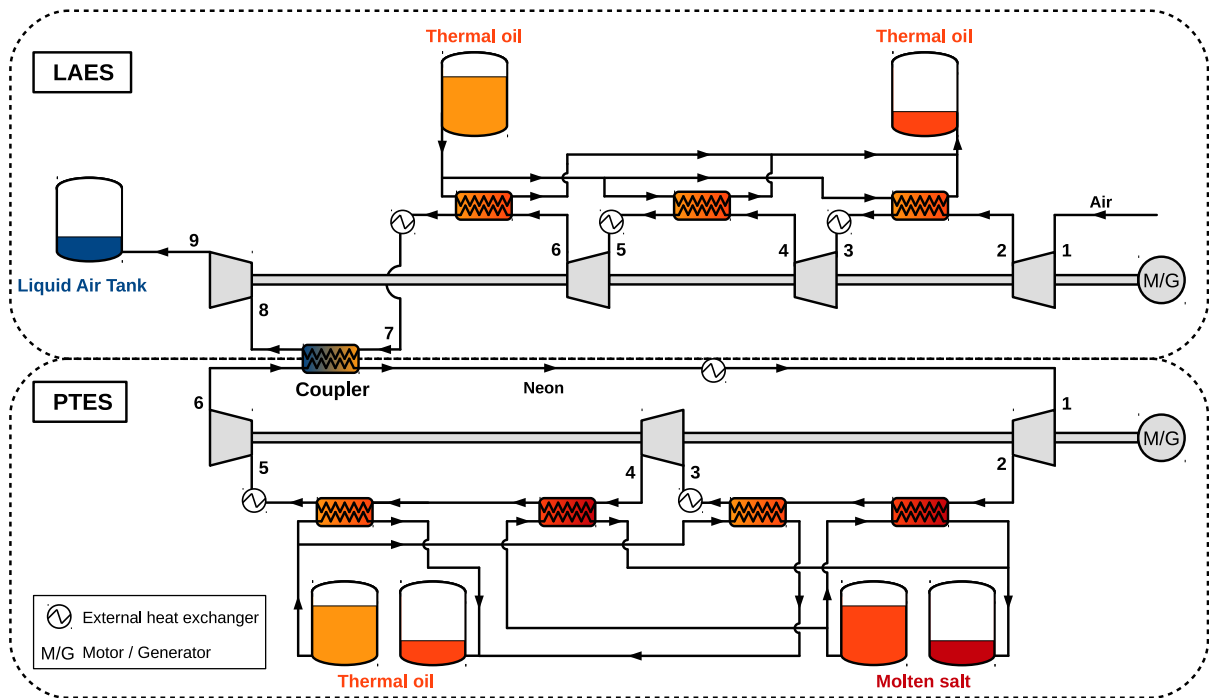 Thermal oil
Thermal oil
LAES
Air
9
6
5
4
3
2
1
M/G
Liquid Air Tank
8
7
Coupler
Neon
PTES
6
1
M/G
5
4
3
2
External heat exchanger
M/G Motor / Generator
Thermal oil
Molten salt